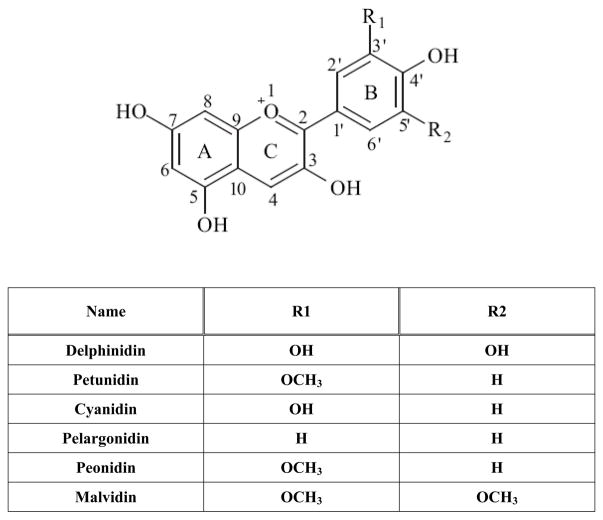 R₁
3'
OH
2'
4'
B
8
1
+
O
HO
7
9
2
1'
5'
R₂
A
C
6'
6
3
10
4
OH
5
OH
Name R1 R2
Delphinidin OH OH
Petunidin OCH₃ H
Cyanidin OH H
Pelargonidin H H
Peonidin OCH₃ H
Malvidin OCH₃ OCH₃